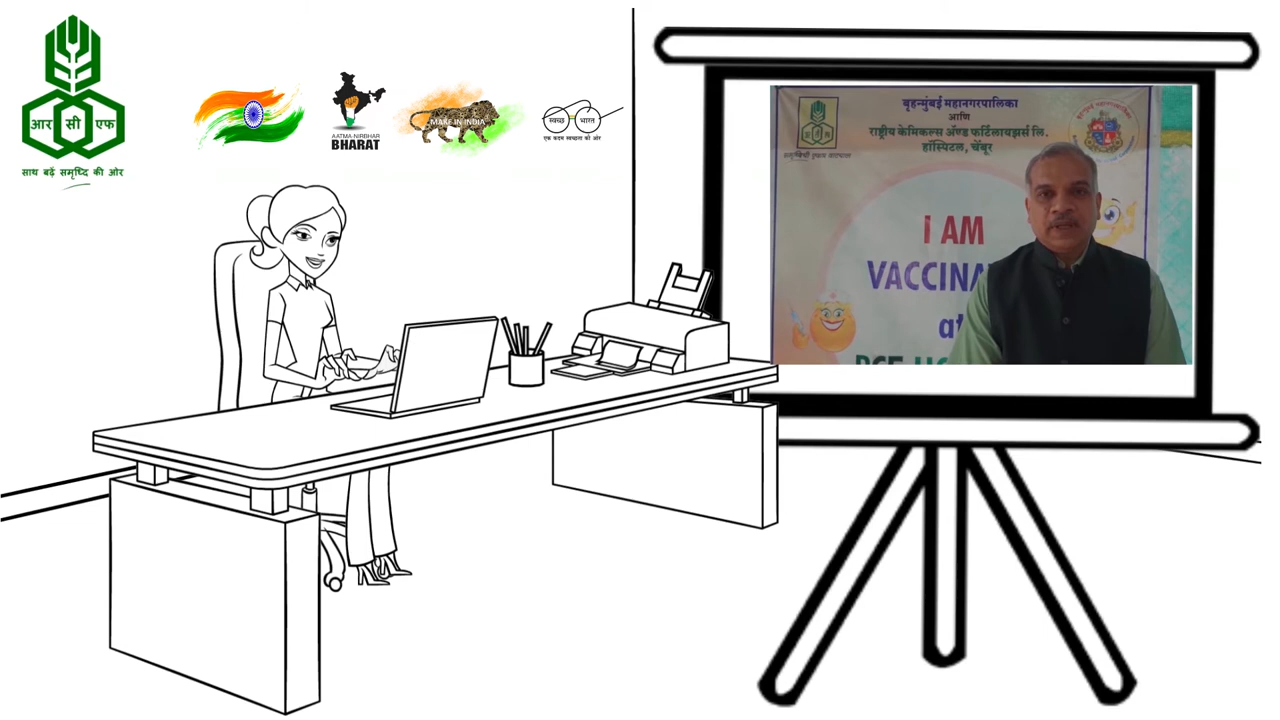 आर सी एफ
साथ बढ़ें समृध्दि की ओर
AATMA-NIRBHAR
BHARAT
MAKE IN INDIA
स्वच्छ भारत
एक कदम स्वच्छता की ओर
बृहन्मुंबई महानगरपालिका
आणि
राष्ट्रीय केमिकल्स अ‍ॅण्ड फर्टिलायझर्स लि.
हॉस्पिटल, चेंबूर
I AM
VACCINA
at